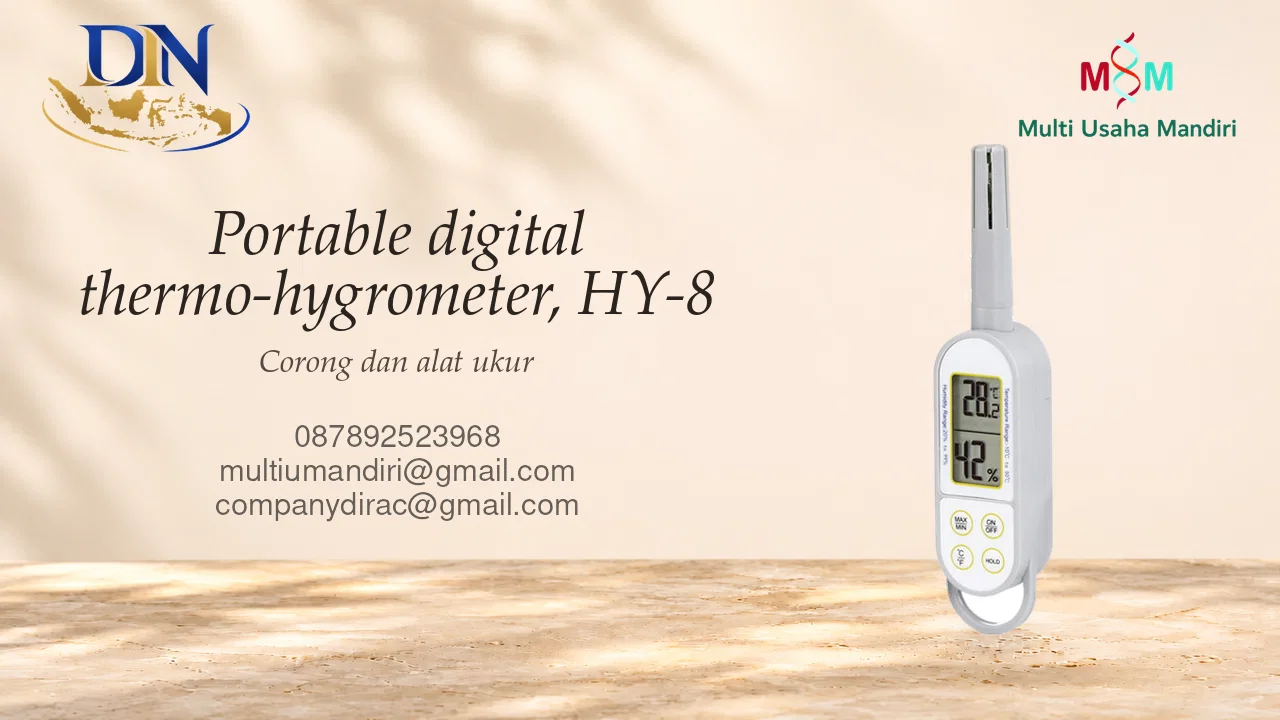 DIN
M M
Multi Usaha Mandiri
Portable digital
thermo-hygrometer, HY-8
Corong dan alat ukur
087892523968
multiumandiri@gmail.com
companydirac@gmail.com
28.2 °C
42 %
MAX
MIN
ON
OFF
°C
°F
HOLD